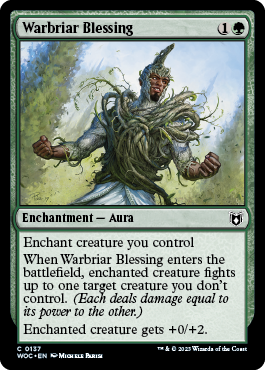 Warbriar Blessing 1
Enchantment — Aura
Enchant creature you control
When Warbriar Blessing enters the
battlefield, enchanted creature fights
up to one target creature you don't
control. (Each deals damage equal to
its power to the other.)
Enchanted creature gets +0/+2.
C 0137
WOC • EN Michele Parisi ™ & © 2023 Wizards of the Coast